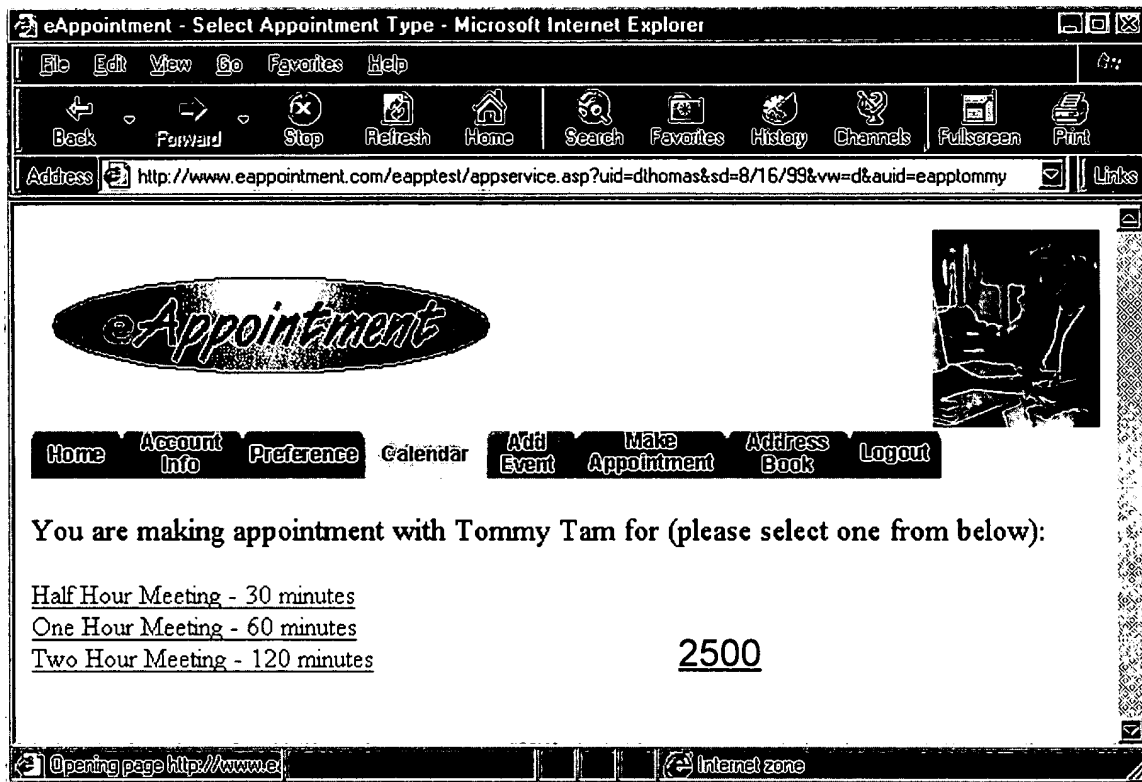 eAppointment - Select Appointment Type - Microsoft Internet Explorer
File Edit View Go Favorites Help
Back Forward Stop Refresh Home Search Favorites History Channels Fullscreen Print
Address http://www.eappointment.com/eapptest/appservice.asp?uid=dthomas&sd=8/16/99&vw=d&auid=eapptommy Links
eAppointment
Home Account Info Preference Calendar Add Event Make Appointment Address Book Logout
You are making appointment with Tommy Tam for (please select one from below):
Half Hour Meeting - 30 minutes
One Hour Meeting - 60 minutes
Two Hour Meeting - 120 minutes
2500
Opening page http://www.e Internet zone